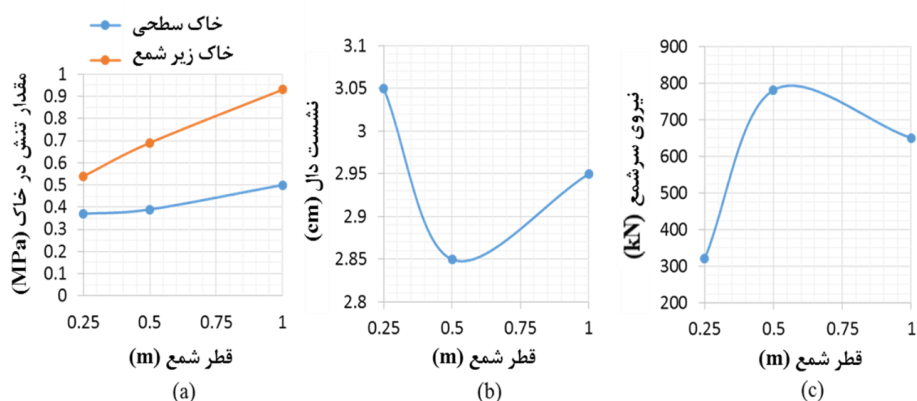 خاک سطحی
خاک زیر شمع
مقدار تنش در خاک (MPa)
1
0.9
0.8
0.7
0.6
0.5
0.4
0.3
0.2
0.1
0
0.25 0.5 0.75 1
قطر شمع (m)
(a)
نشست دال (cm)
3.1
3.05
3
2.95
2.9
2.85
2.8
0.25 0.5 0.75 1
قطر شمع (m)
(b)
نیروی سرشمع (kN)
900
800
700
600
500
400
300
200
0.25 0.5 0.75 1
قطر شمع (m)
(c)